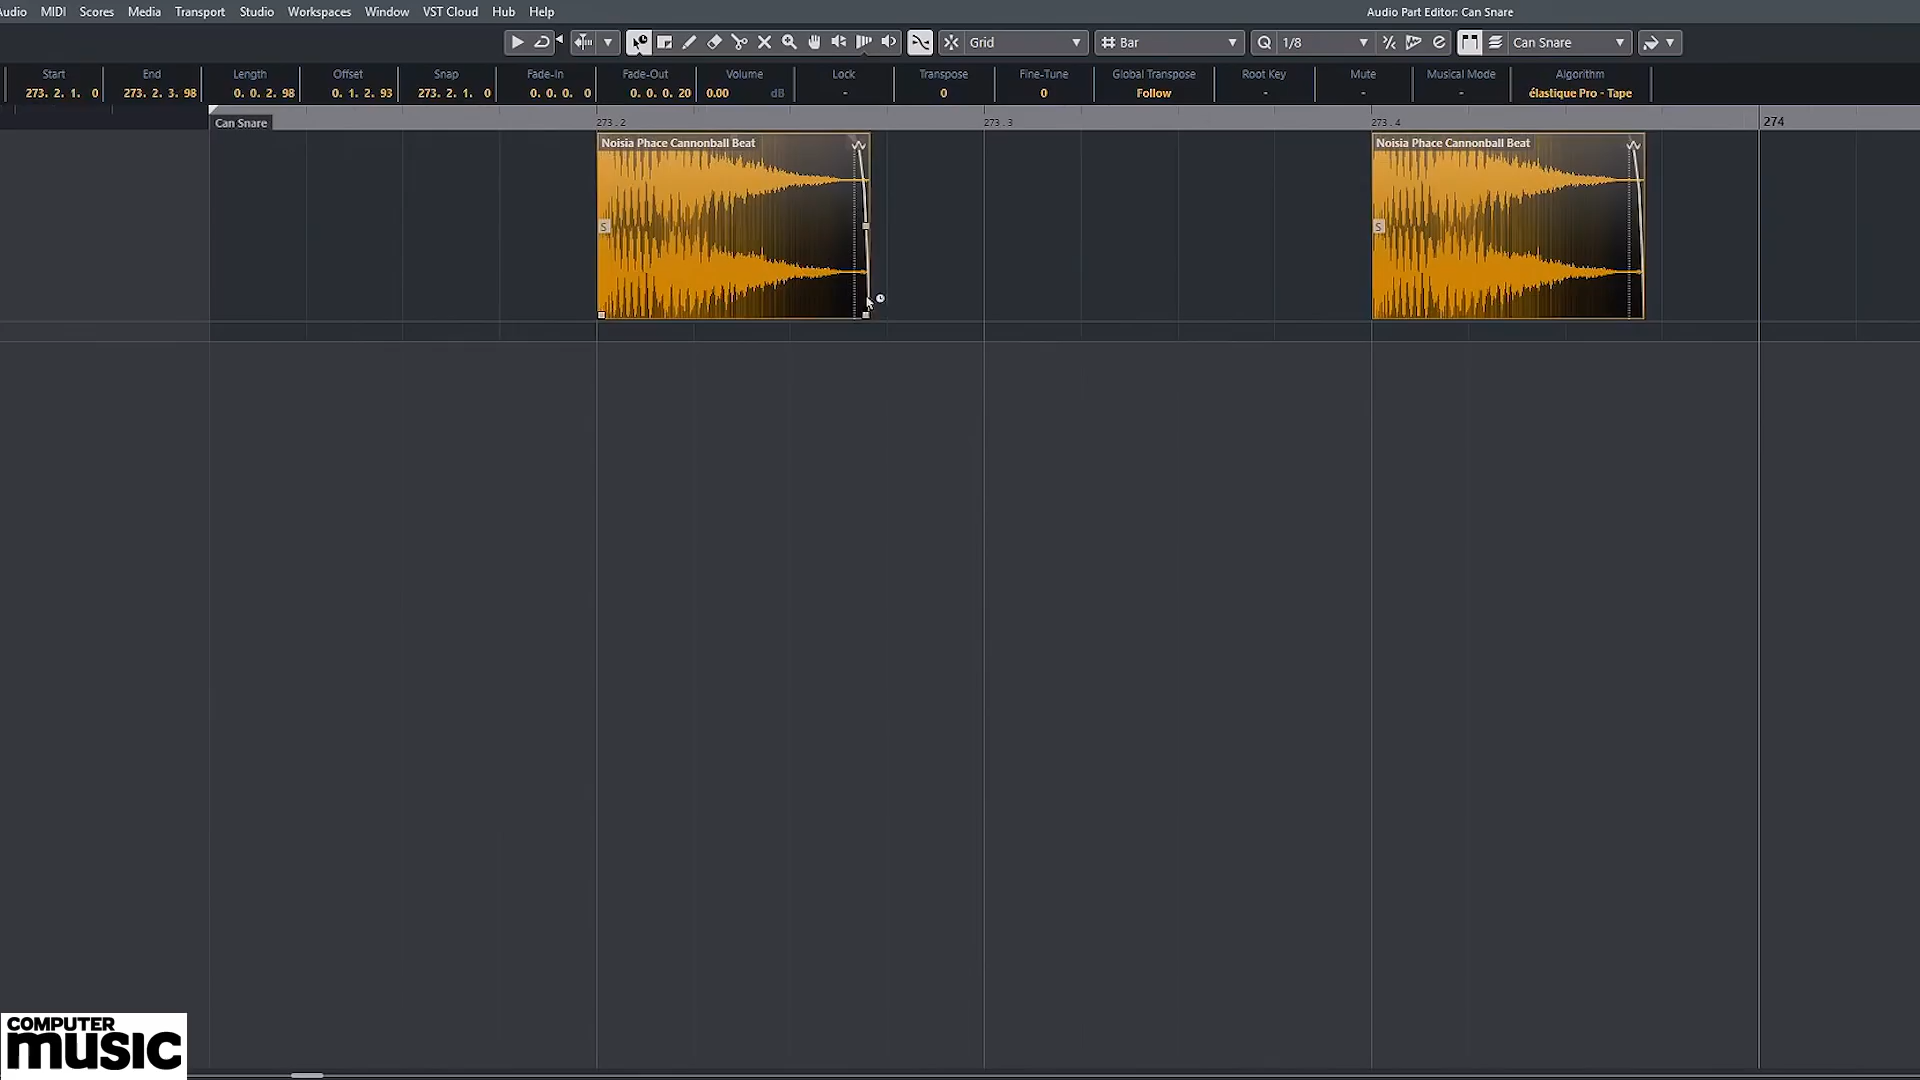 Audio MIDI Scores Media Transport Studio Workspaces Window VST Cloud Hub Help Audio Part Editor: Can Snare
Grid Bar Q 1/8 Can Snare
Start End Length Offset Snap Fade-In Fade-Out Volume Lock Transpose Fine-Tune Global Transpose Root Key Mute Musical Mode Algorithm
273. 2. 1. 0 273. 2. 3. 98 0. 0. 2. 98 0. 1. 2. 93 273. 2. 1. 0 0. 0. 0. 0 0. 0. 0. 20 0.00 dB - 0 0 Follow - - - élastique Pro - Tape
Can Snare 273.2 273.3 273.4 274
Noisia Phace Cannonball Beat Noisia Phace Cannonball Beat
S S
COMPUTER
music